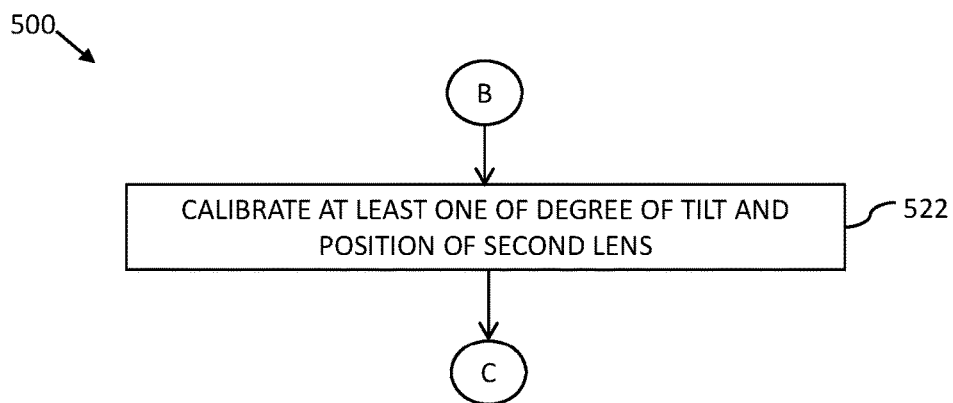 500
B
CALIBRATE AT LEAST ONE OF DEGREE OF TILT AND
POSITION OF SECOND LENS
522
C